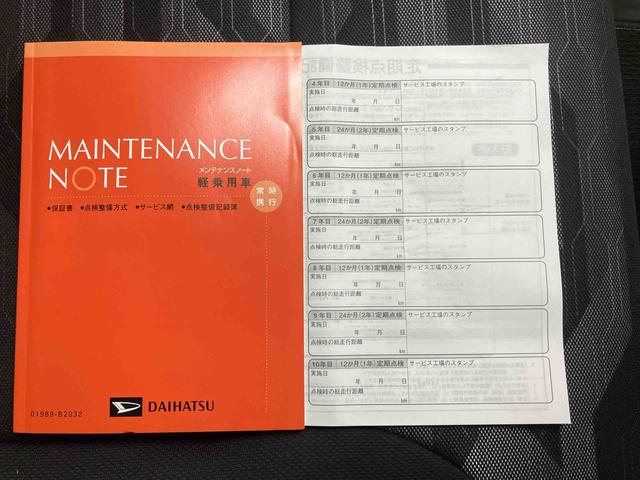 MAINTENANCE
NOTE
メンテナンスノート
軽乗用車
常時
携行
●保証書 ●点検整備方式 ●サービス網 ●点検整備記録簿
DAIHATSU
01989-B2032
定期点検整備記
4年目 12か月(1年)定期点検 サービス工場のスタンプ
実施日
年 月 日
点検時の総走行距離
km
5年目 24か月(2年)定期点検 サービス工場のスタンプ
実施日
年 月 日
点検時の総走行距離
km
6年目 12か月(1年)定期点検 サービス工場のスタンプ
実施日
年 月 日
点検時の総走行距離
km
7年目 24か月(2年)定期点検 サービス工場のスタンプ
実施日
年 月 日
点検時の総走行距離
km
8年目 12か月(1年)定期点検 サービス工場のスタンプ
実施日
年 月 日
点検時の総走行距離
km
9年目 24か月(2年)定期点検 サービス工場のスタンプ
実施日
年 月 日
点検時の総走行距離
km
10年目 12か月(1年)定期点検 サービス工場のスタンプ
実施日
年 月 日
点検時の総走行距離
km